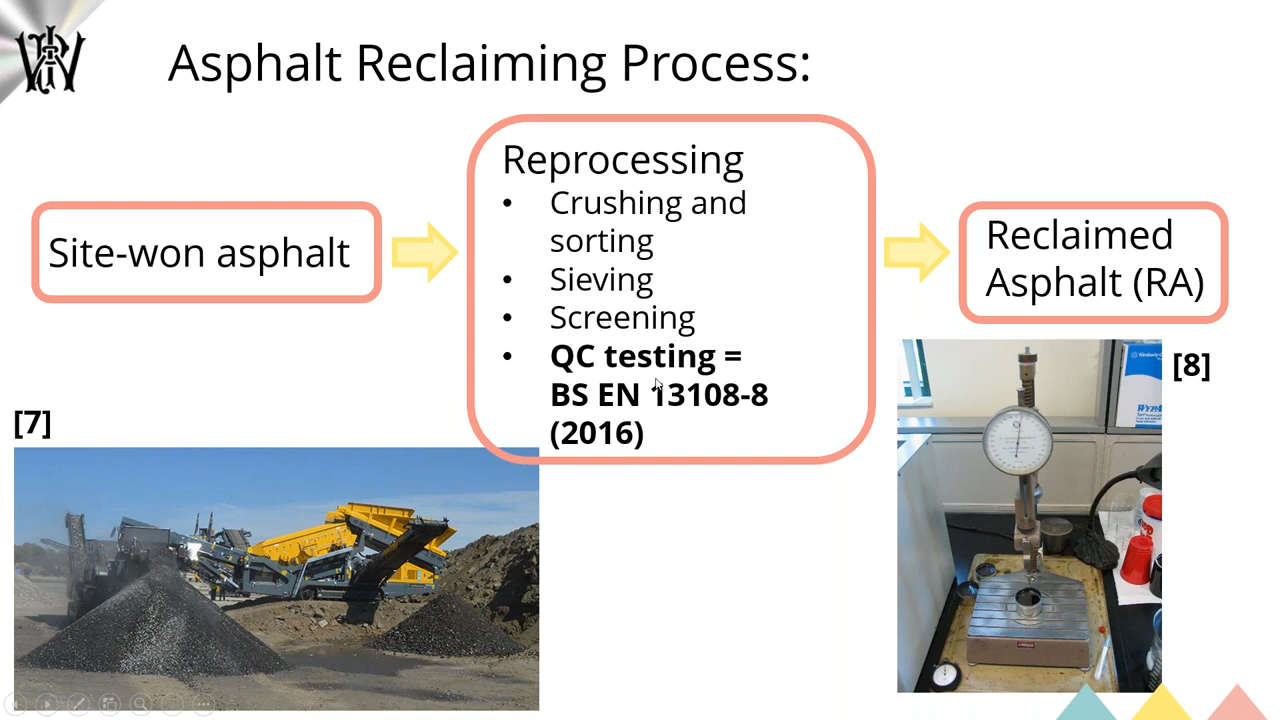 Asphalt Reclaiming Process:
Site-won asphalt
Reprocessing
• Crushing and
sorting
• Sieving
• Screening
• QC testing =
BS EN 13108-8
(2016)
Reclaimed
Asphalt (RA)
[7]
[8]